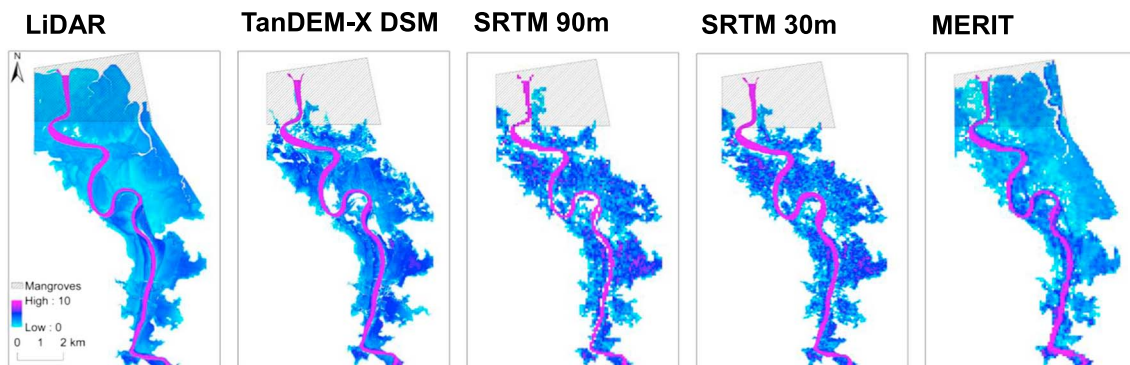 LiDAR
TanDEM-X DSM
SRTM 90m
SRTM 30m
MERIT
N
Mangroves
High : 10
Low : 0
0 1 2 km